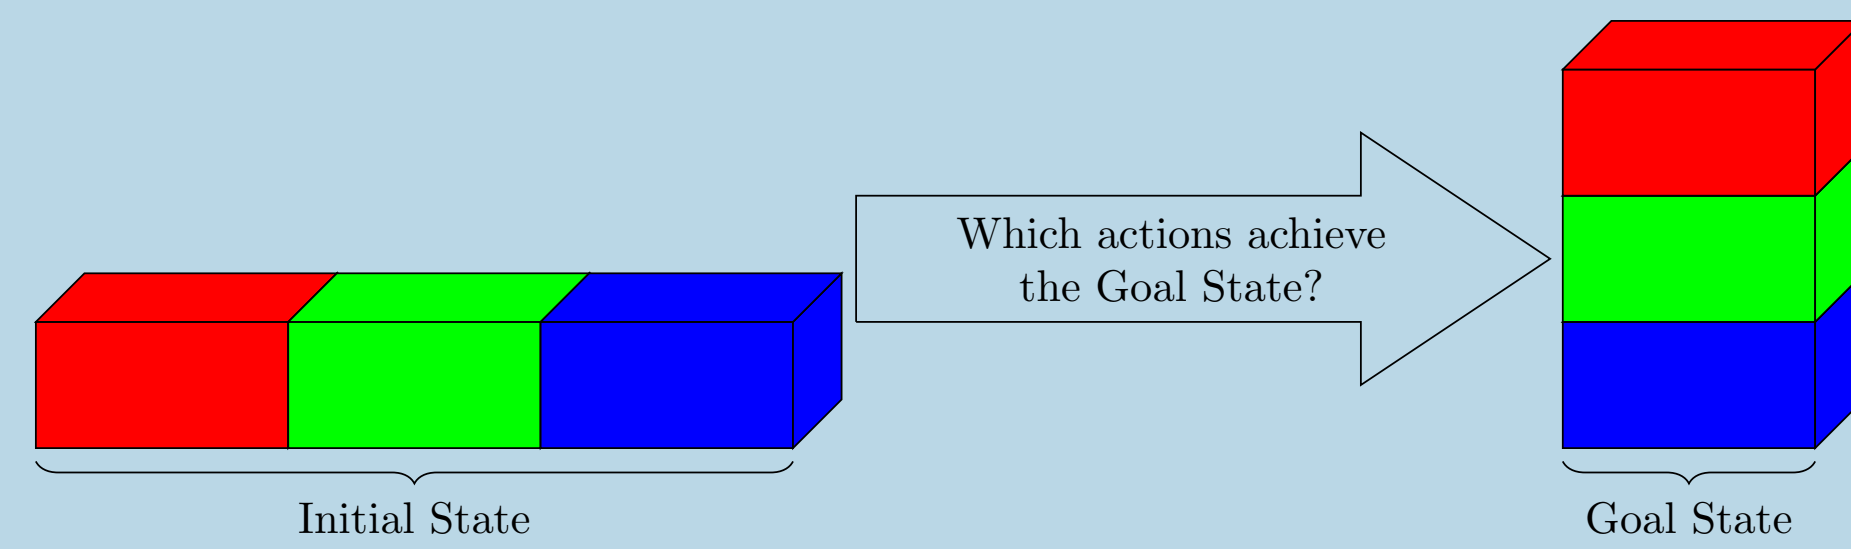 Which actions achieve
the Goal State?
Initial State
Goal State